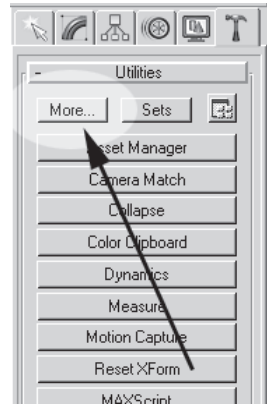 Utilities
More... Sets
Asset Manager
Camera Match
Collapse
Color Clipboard
Dynamics
Measure
Motion Capture
Reset XForm
MAXScript